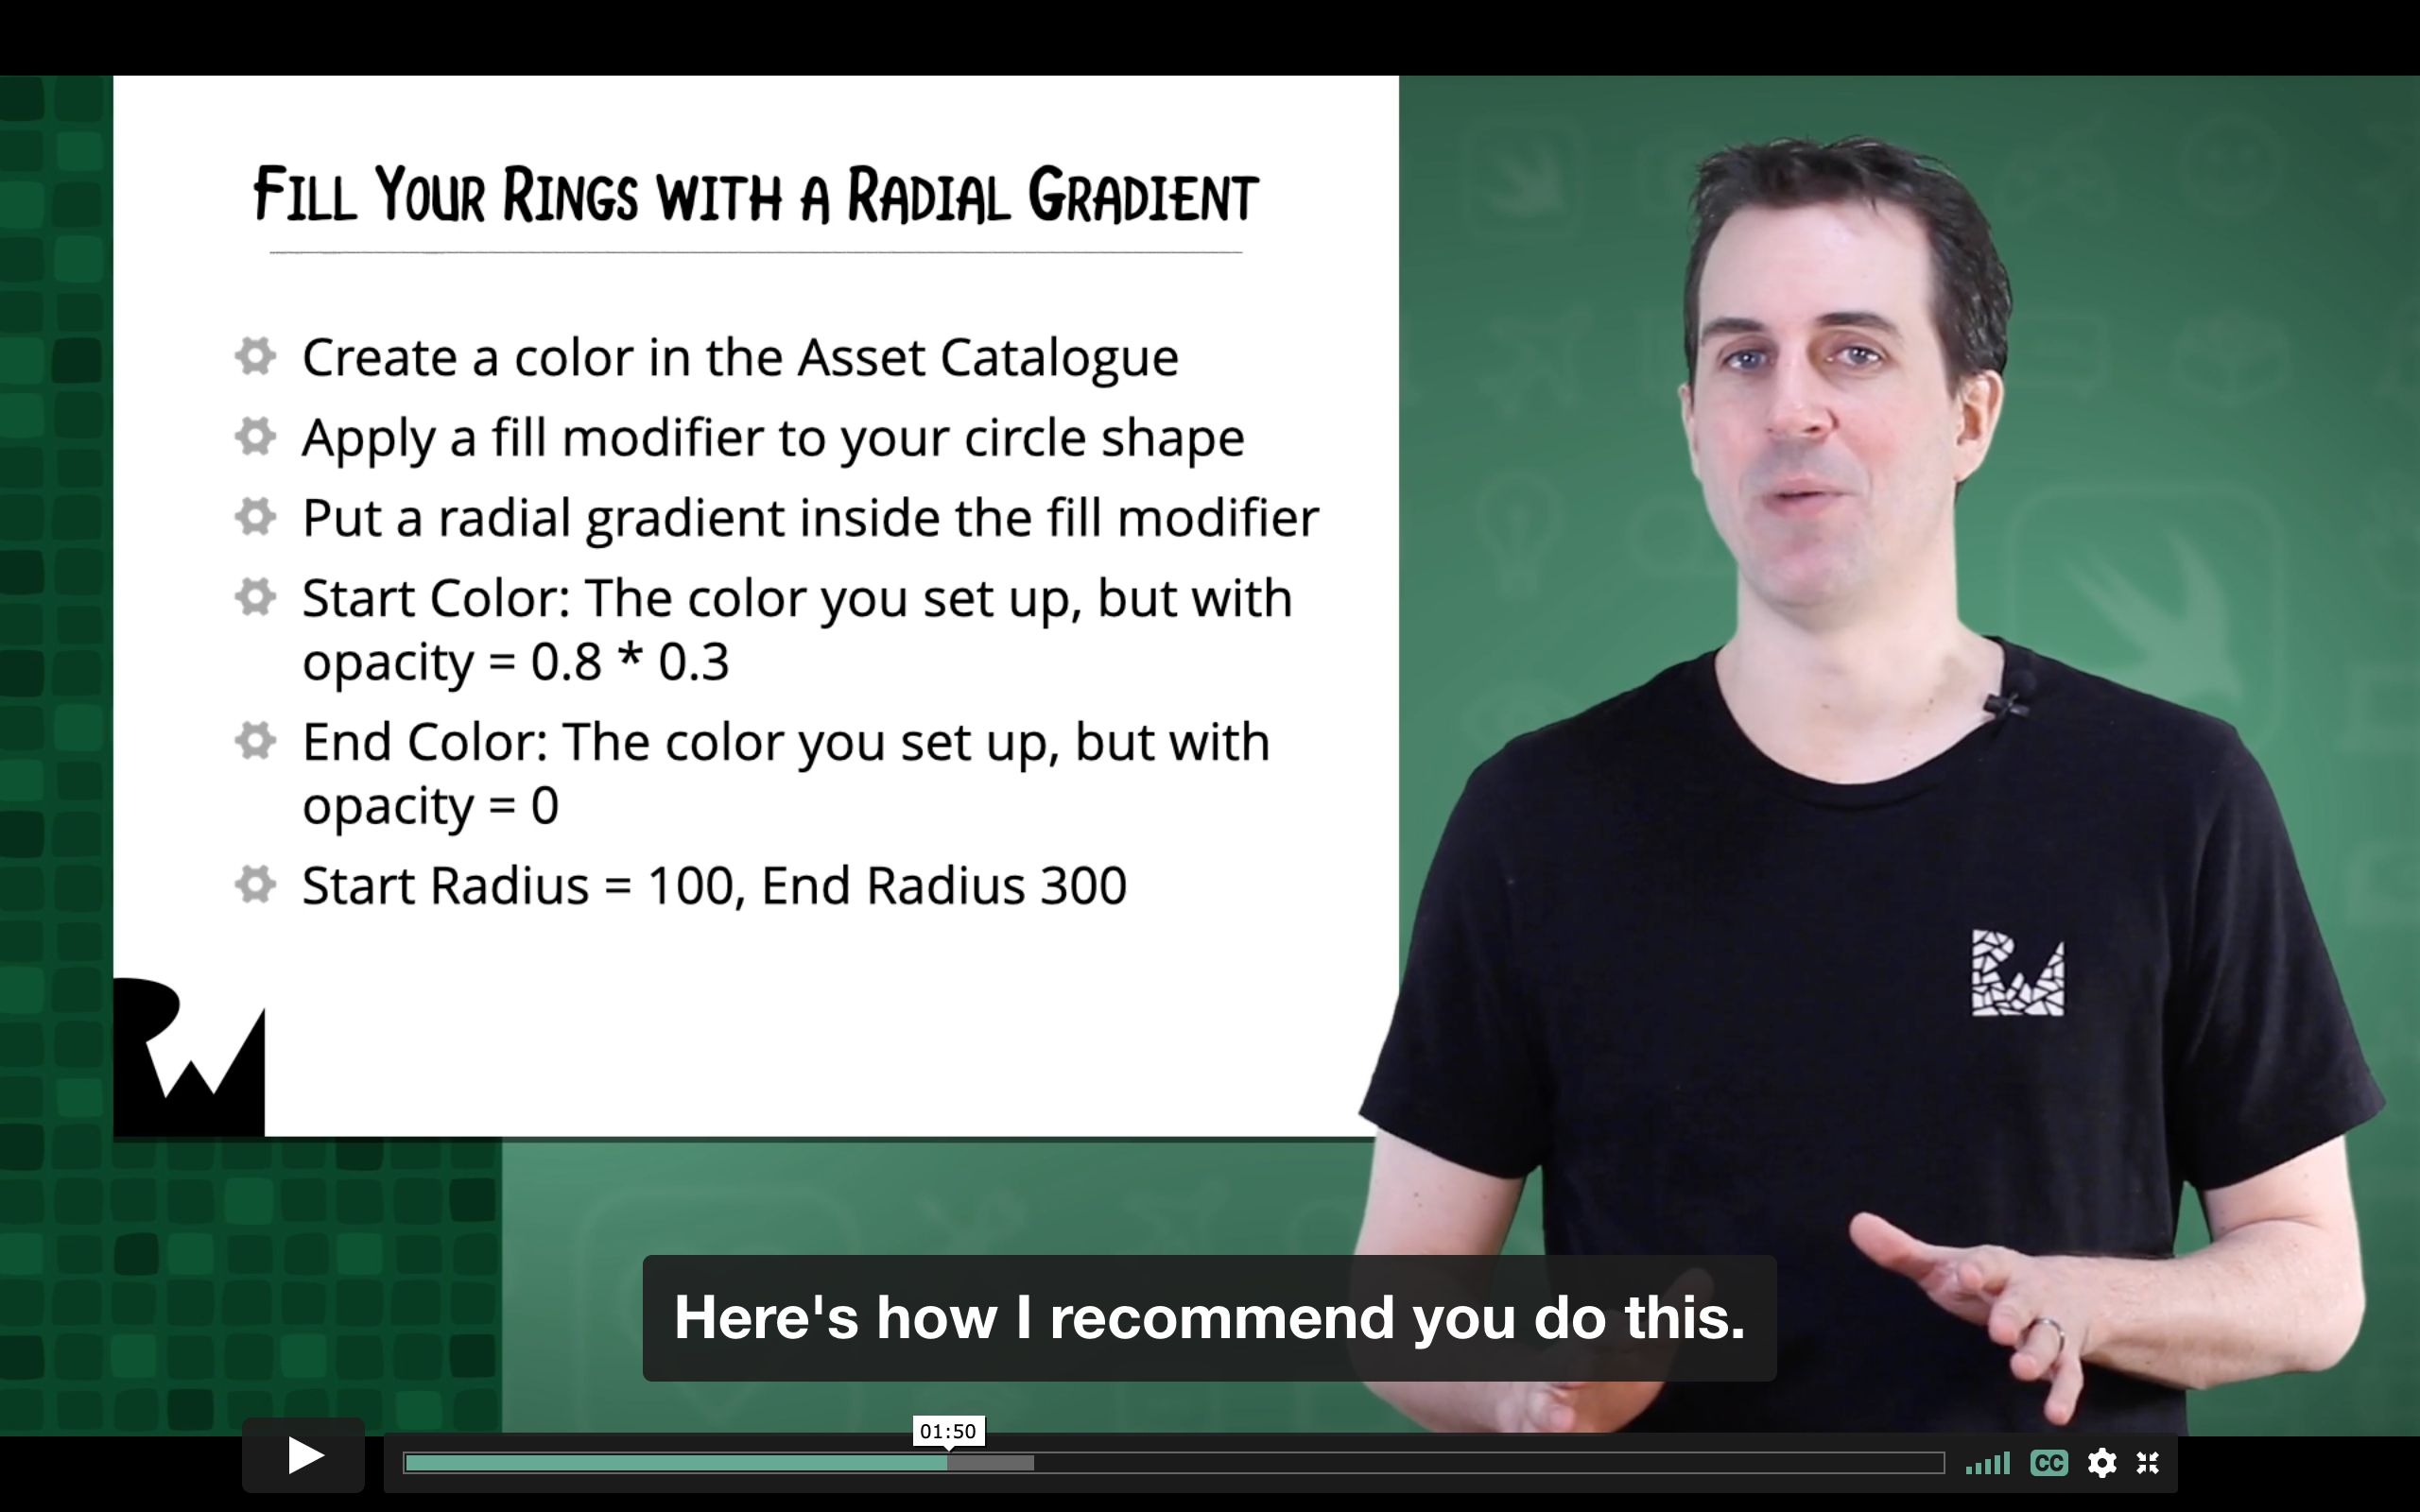 Fill Your Rings with a Radial Gradient
Create a color in the Asset Catalogue
Apply a fill modifier to your circle shape
Put a radial gradient inside the fill modifier
Start Color: The color you set up, but with
opacity = 0.8 * 0.3
End Color: The color you set up, but with
opacity = 0
Start Radius = 100, End Radius 300
RW
RW
Here's how I recommend you do this.
01:50
CC